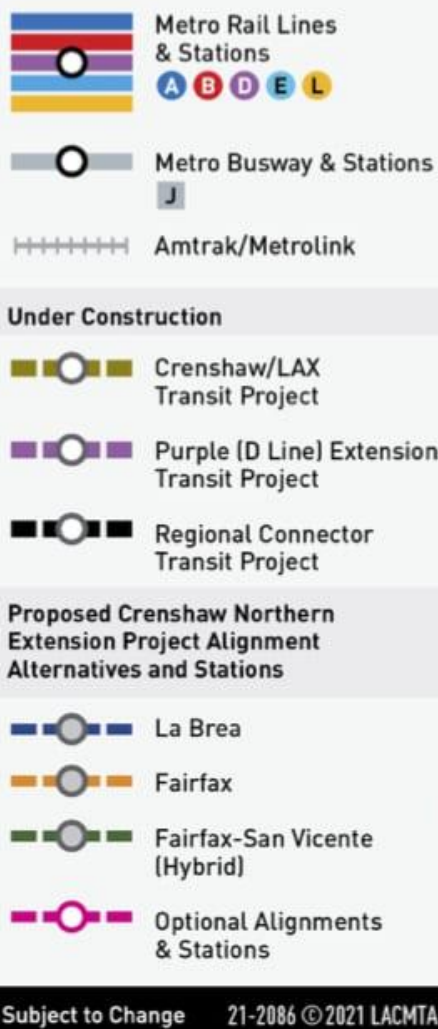 Metro Rail Lines
& Stations
A B D E L
Metro Busway & Stations
J
Amtrak/Metrolink
Under Construction
Crenshaw/LAX
Transit Project
Purple (D Line) Extension
Transit Project
Regional Connector
Transit Project
Proposed Crenshaw Northern
Extension Project Alignment
Alternatives and Stations
La Brea
Fairfax
Fairfax-San Vicente
(Hybrid)
Optional Alignments
& Stations
Subject to Change 21-2086 © 2021 LACMTA